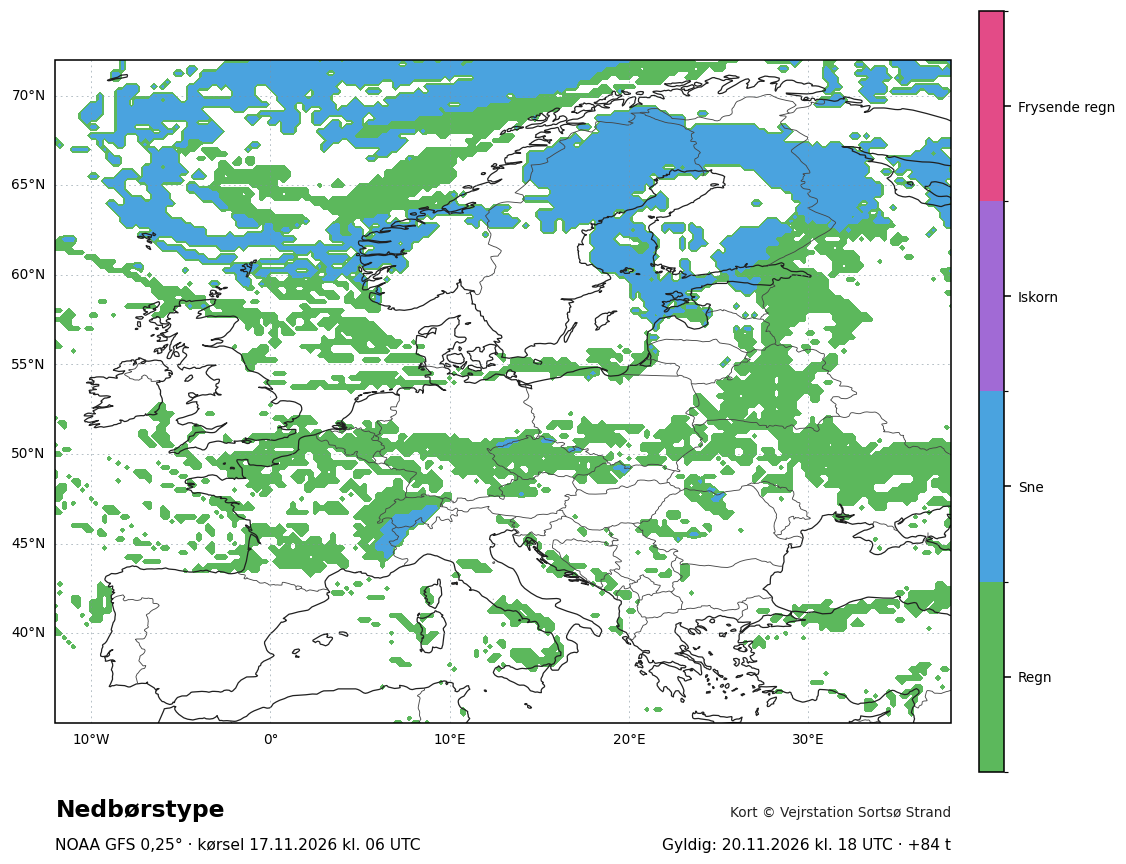 70°N
65°N
60°N
55°N
50°N
45°N
40°N
10°W
0°
10°E
20°E
30°E
Frysende regn
Iskorn
Sne
Regn
Nedbørstype
Kort © Vejrstation Sortsø Strand
NOAA GFS 0,25° · kørsel 17.11.2026 kl. 06 UTC
Gyldig: 20.11.2026 kl. 18 UTC · +84 t